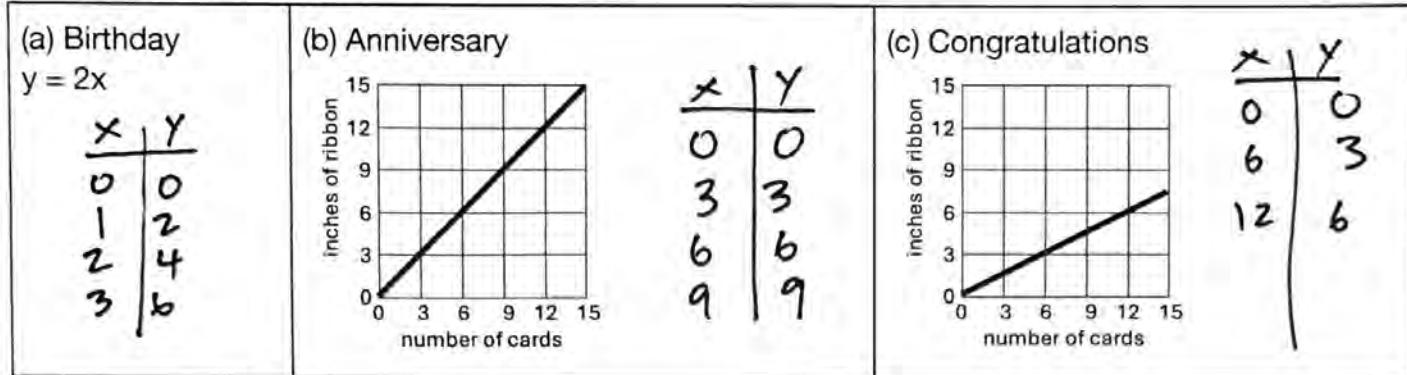 (a) Birthday
y = 2x
x y
0 0
1 2
2 4
3 6
(b) Anniversary
inches of ribbon
15
12
9
6
3
0
0 3 6 9 12 15
number of cards
x y
0 0
3 3
6 6
9 9
(c) Congratulations
inches of ribbon
15
12
9
6
3
0
0 3 6 9 12 15
number of cards
x y
0 0
6 3
12 6